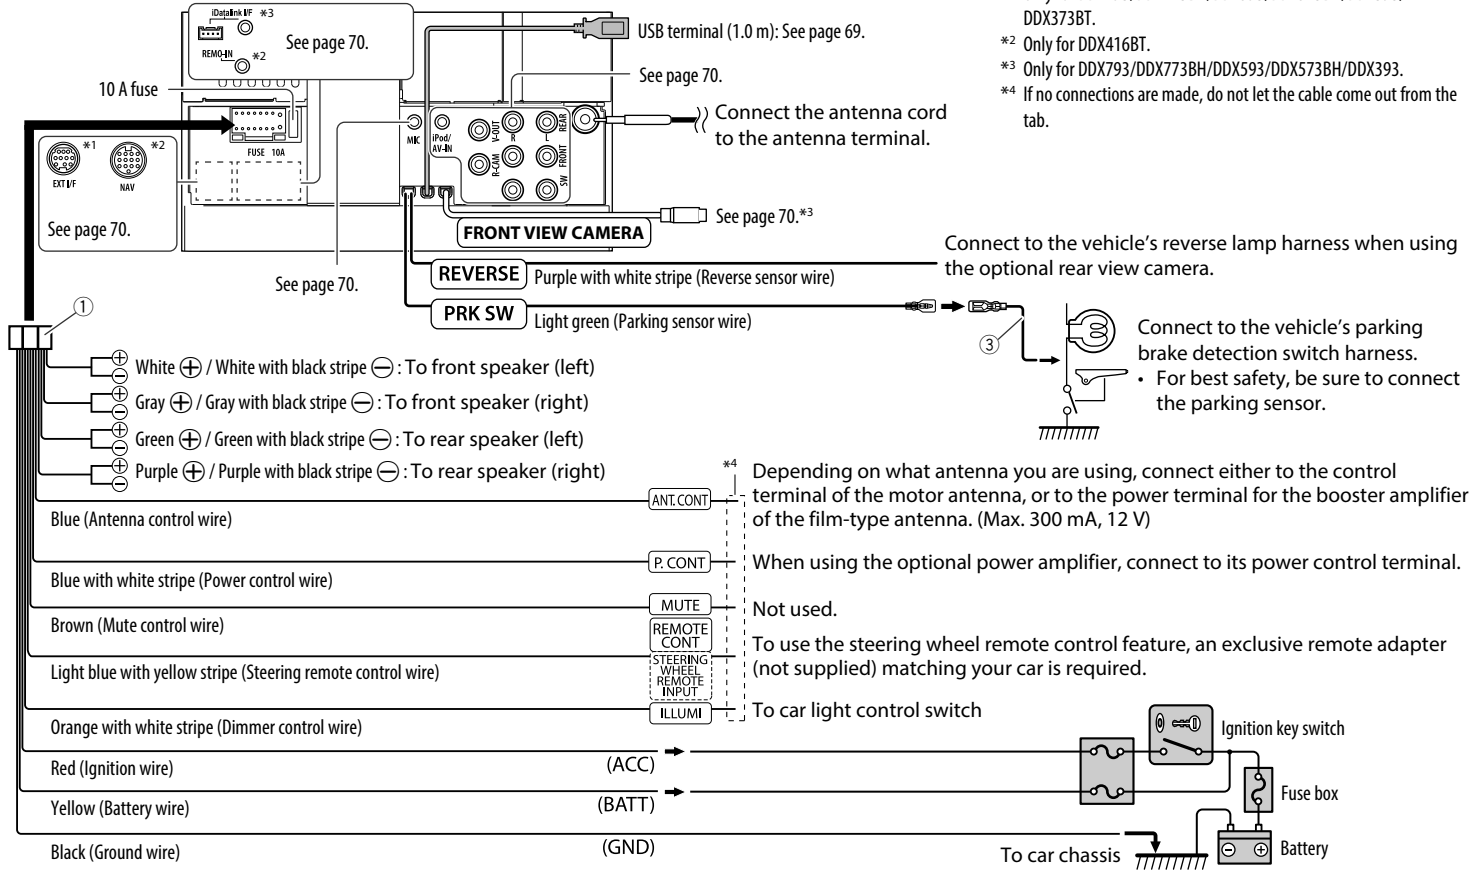 iDatalink I/F *3
REMO-IN *2
See page 70.
USB terminal (1.0 m): See page 69.
DDX373BT.
*2 Only for DDX416BT.
*3 Only for DDX793/DDX773BH/DDX593/DDX573BH/DDX393.
*4 If no connections are made, do not let the cable come out from the
tab.
10 A fuse
See page 70.
Connect the antenna cord
to the antenna terminal.
FUSE 10A
MIC
iPod/
AV-IN
V-OUT
R-CAM
R
L
REAR
FRONT
SW
*1
*2
EXT I/F
NAV
See page 70.
See page 70.*3
FRONT VIEW CAMERA
See page 70.
REVERSE
Purple with white stripe (Reverse sensor wire)
Connect to the vehicle's reverse lamp harness when using
the optional rear view camera.
PRK SW
Light green (Parking sensor wire)
①
③
Connect to the vehicle's parking
brake detection switch harness.
• For best safety, be sure to connect
the parking sensor.
⊕
⊖
White ⊕ / White with black stripe ⊖ : To front speaker (left)
⊕
⊖
Gray ⊕ / Gray with black stripe ⊖ : To front speaker (right)
⊕
⊖
Green ⊕ / Green with black stripe ⊖ : To rear speaker (left)
⊕
⊖
Purple ⊕ / Purple with black stripe ⊖ : To rear speaker (right)
*4
Blue (Antenna control wire)
ANT. CONT
Depending on what antenna you are using, connect either to the control
terminal of the motor antenna, or to the power terminal for the booster amplifier
of the film-type antenna. (Max. 300 mA, 12 V)
Blue with white stripe (Power control wire)
P. CONT
When using the optional power amplifier, connect to its power control terminal.
Brown (Mute control wire)
MUTE
Not used.
Light blue with yellow stripe (Steering remote control wire)
REMOTE
CONT
STEERING
WHEEL
REMOTE
INPUT
To use the steering wheel remote control feature, an exclusive remote adapter
(not supplied) matching your car is required.
Orange with white stripe (Dimmer control wire)
ILLUMI
To car light control switch
Red (Ignition wire)
(ACC)
Ignition key switch
Yellow (Battery wire)
(BATT)
Fuse box
Black (Ground wire)
(GND)
To car chassis
⊖ ⊕
Battery